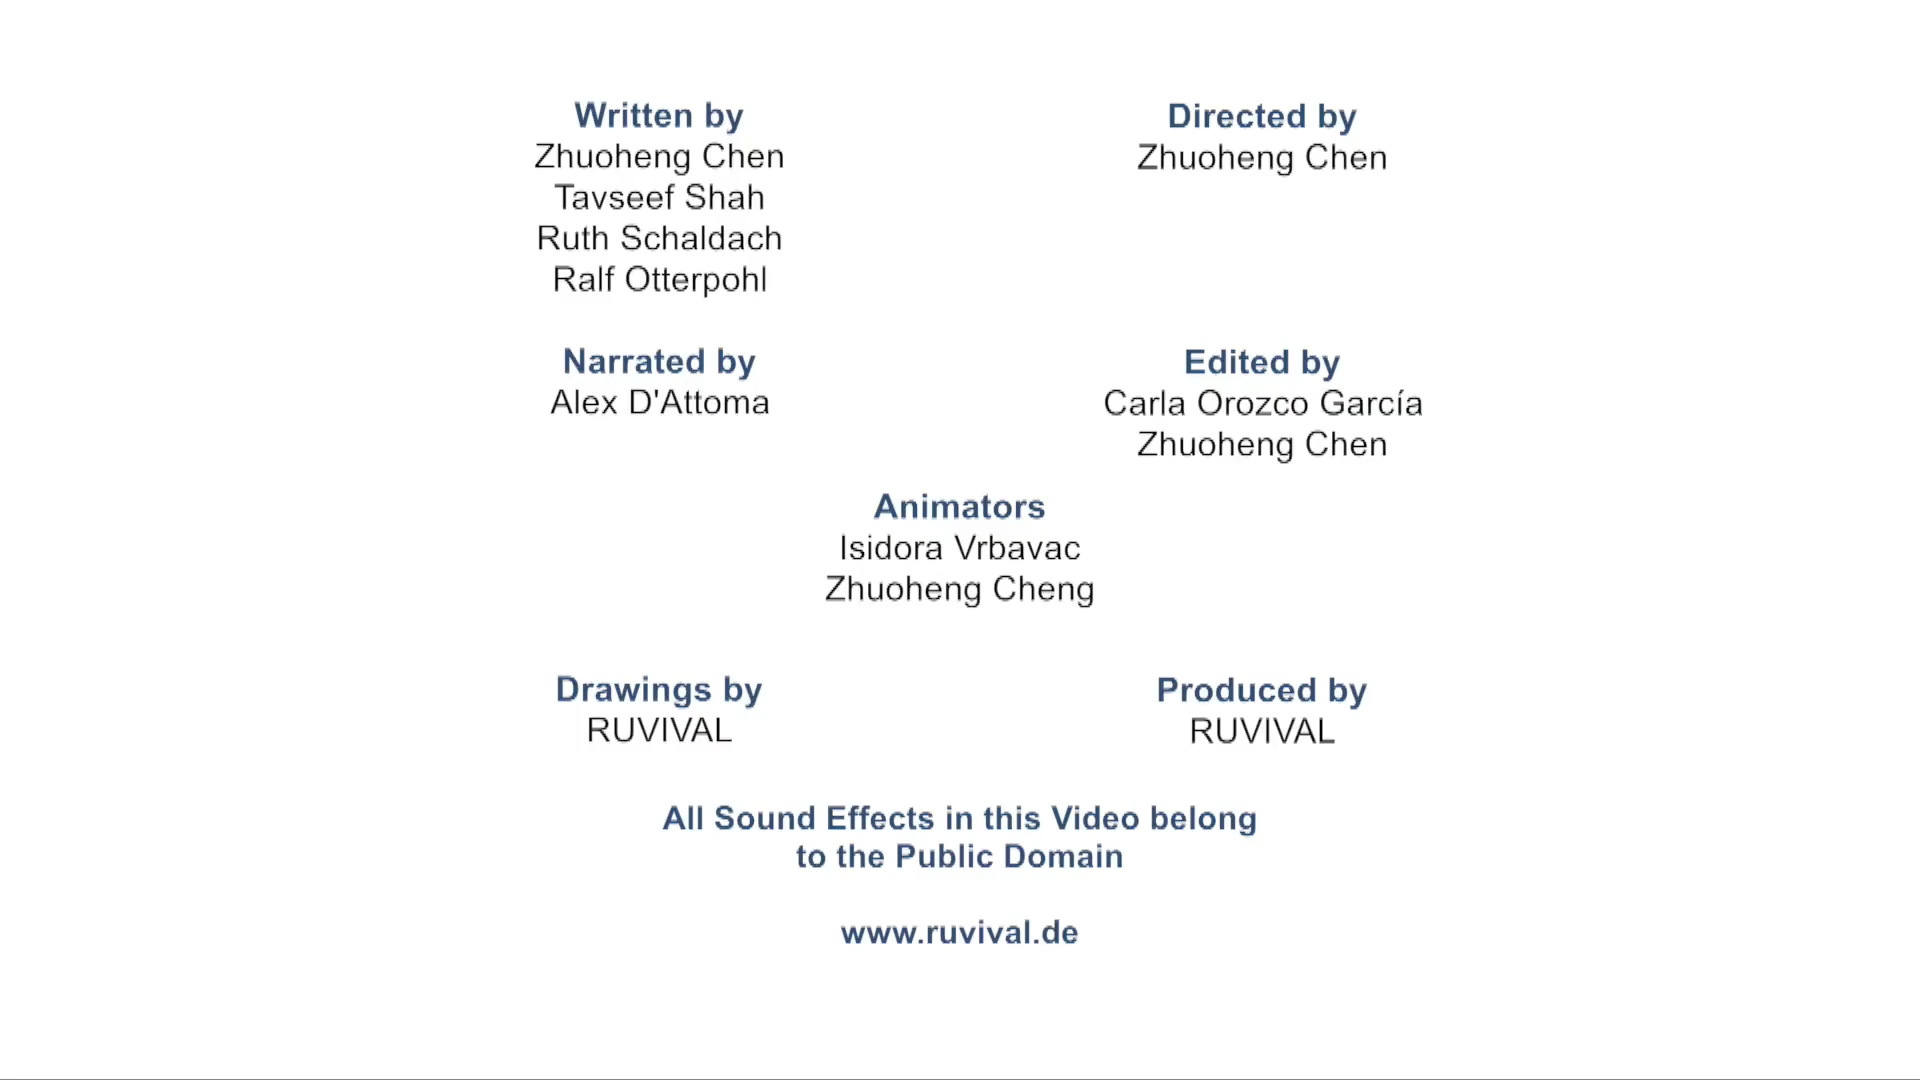 Written by
Zhuoheng Chen
Tavseef Shah
Ruth Schaldach
Ralf Otterpohl
Directed by
Zhuoheng Chen
Narrated by
Alex D'Attoma
Edited by
Carla Orozco García
Zhuoheng Chen
Animators
Isidora Vrbavac
Zhuoheng Cheng
Drawings by
RUVIVAL
Produced by
RUVIVAL
All Sound Effects in this Video belong
to the Public Domain
www.ruvival.de